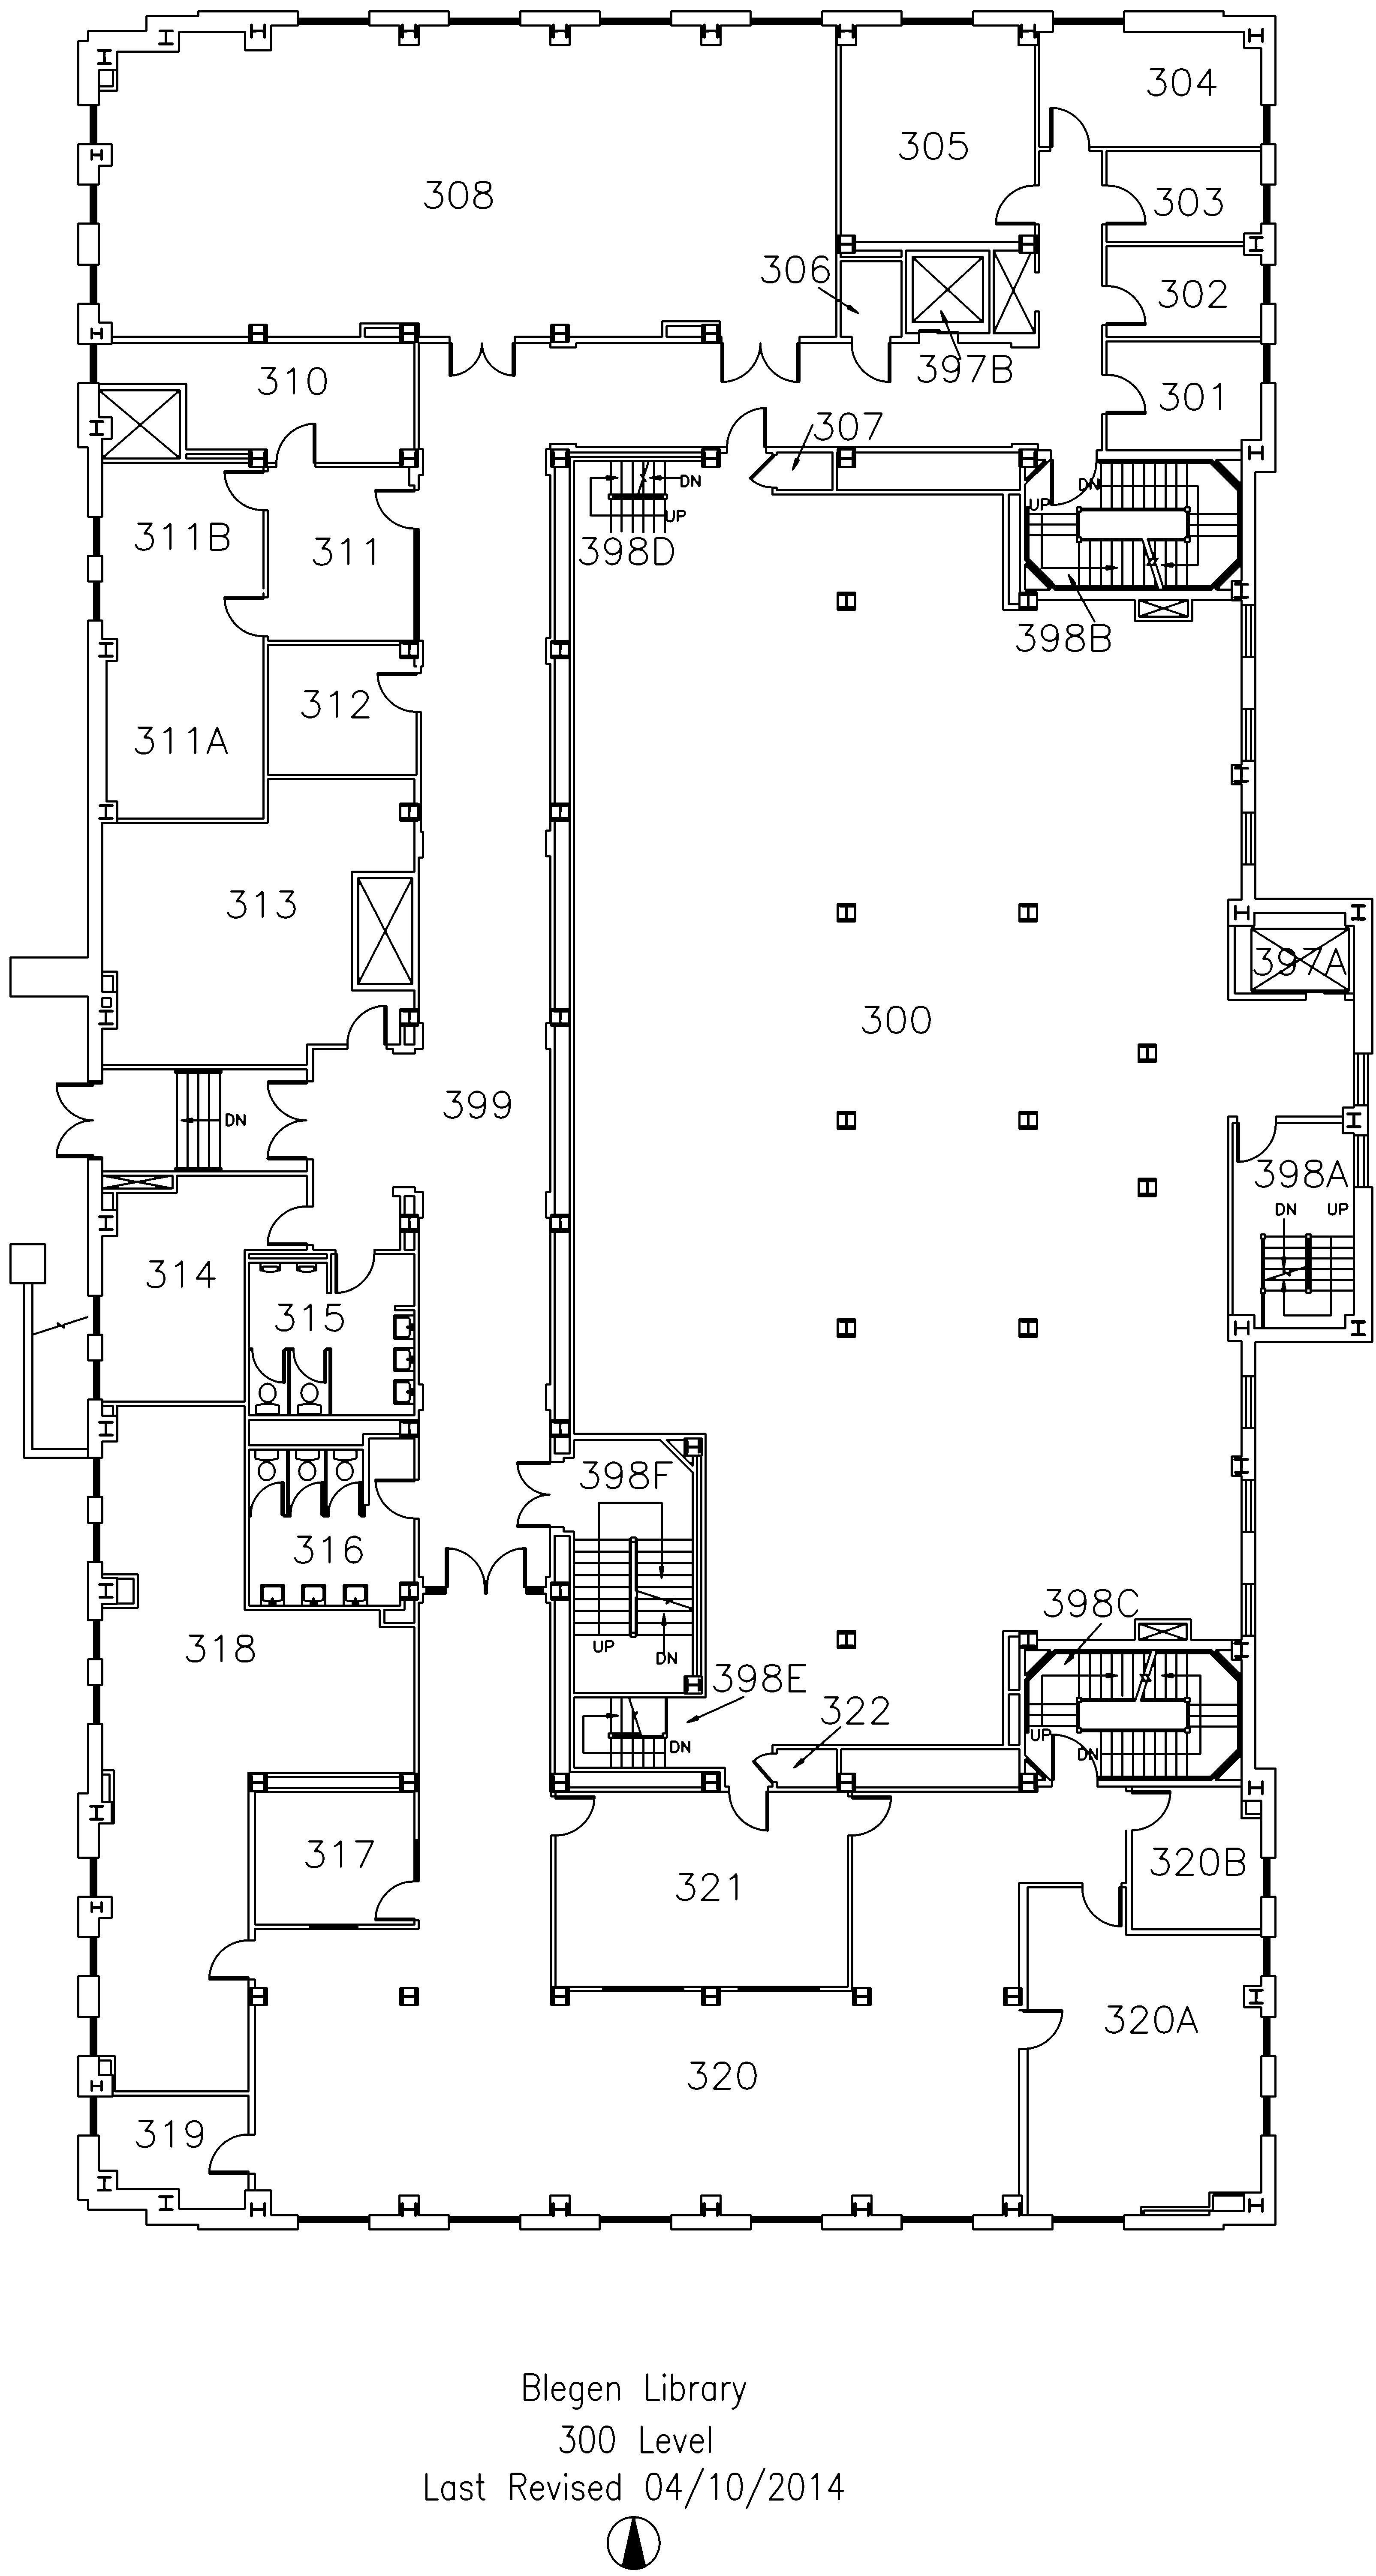 304
305
303
308
306
302
397B
310
301
307
DN
DN
UP
UP
311B
311
398D
398B
312
311A
313
397A
300
399
DN
398A
DN UP
314
315
398F
316
398C
UP
DN
318
398E
322
UP
DN
DN
317
320B
321
320A
320
319
Blegen Library
300 Level
Last Revised 04/10/2014